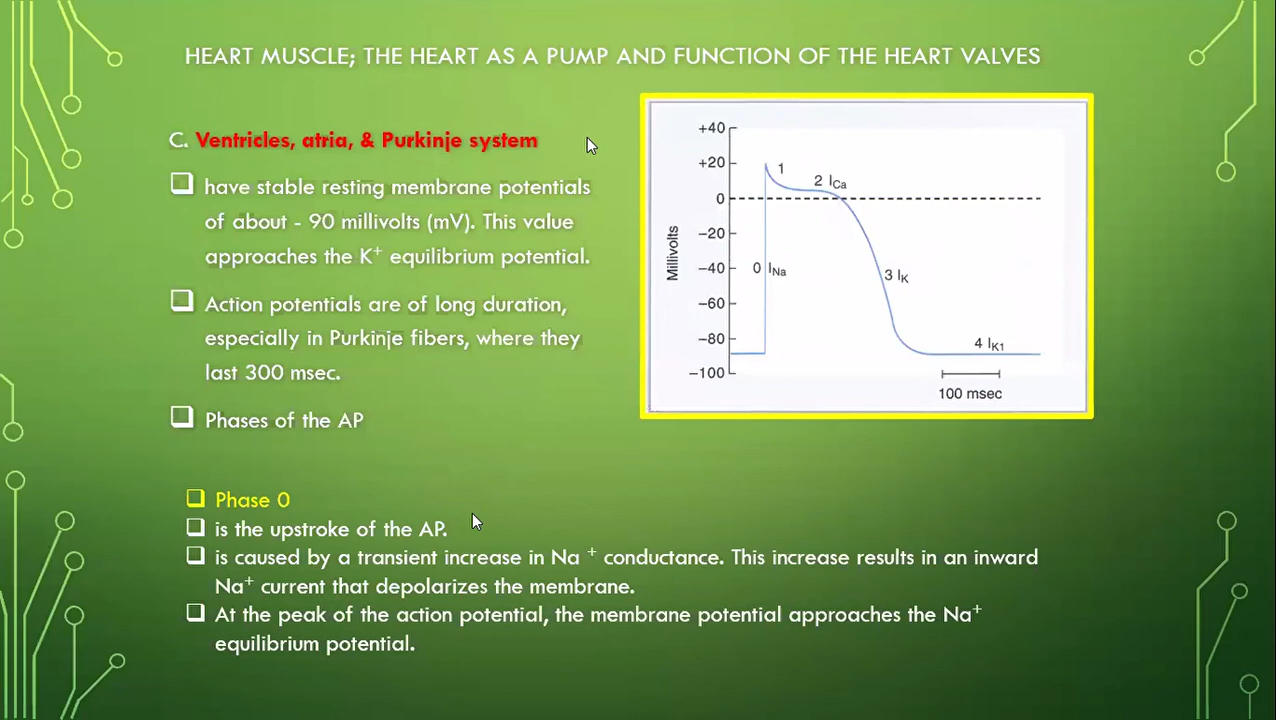 HEART MUSCLE; THE HEART AS A PUMP AND FUNCTION OF THE HEART VALVES
C. Ventricles, atria, & Purkinje system
have stable resting membrane potentials
of about - 90 millivolts (mV). This value
approaches the K⁺ equilibrium potential.
Action potentials are of long duration,
especially in Purkinje fibers, where they
last 300 msec.
Phases of the AP
+40
+20
0
−20
−40
−60
−80
−100
Millivolts
1
2 ICa
0 INa
3 IK
4 IK1
100 msec
Phase 0
is the upstroke of the AP.
is caused by a transient increase in Na ⁺ conductance. This increase results in an inward
Na⁺ current that depolarizes the membrane.
At the peak of the action potential, the membrane potential approaches the Na⁺
equilibrium potential.